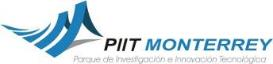 PIIT MONTERREY
Parque de Investigación e Innovación Tecnológica